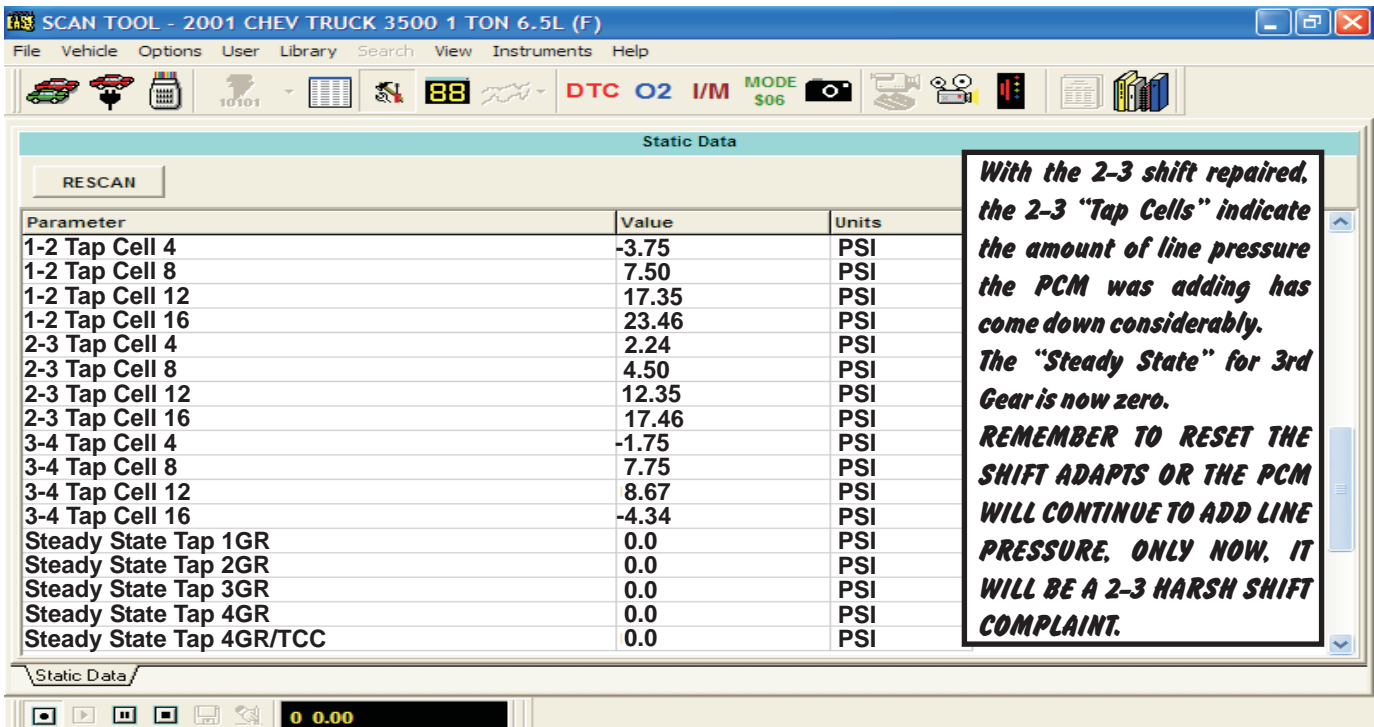 SCAN TOOL - 2001 CHEV TRUCK 3500 1 TON 6.5L (F)
File Vehicle Options User Library Search View Instruments Help
10101 88 DTC O2 I/M MODE $06
Static Data
RESCAN
Parameter Value Units
1-2 Tap Cell 4 -3.75 PSI
1-2 Tap Cell 8 7.50 PSI
1-2 Tap Cell 12 17.35 PSI
1-2 Tap Cell 16 23.46 PSI
2-3 Tap Cell 4 2.24 PSI
2-3 Tap Cell 8 4.50 PSI
2-3 Tap Cell 12 12.35 PSI
2-3 Tap Cell 16 17.46 PSI
3-4 Tap Cell 4 -1.75 PSI
3-4 Tap Cell 8 7.75 PSI
3-4 Tap Cell 12 8.67 PSI
3-4 Tap Cell 16 -4.34 PSI
Steady State Tap 1GR 0.0 PSI
Steady State Tap 2GR 0.0 PSI
Steady State Tap 3GR 0.0 PSI
Steady State Tap 4GR 0.0 PSI
Steady State Tap 4GR/TCC 0.0 PSI
With the 2-3 shift repaired,
the 2-3 “Tap Cells” indicate
the amount of line pressure
the PCM was adding has
come down considerably.
The “Steady State” for 3rd
Gear is now zero.
REMEMBER TO RESET THE
SHIFT ADAPTS OR THE PCM
WILL CONTINUE TO ADD LINE
PRESSURE, ONLY NOW, IT
WILL BE A 2-3 HARSH SHIFT
COMPLAINT.
Static Data
0 0.00